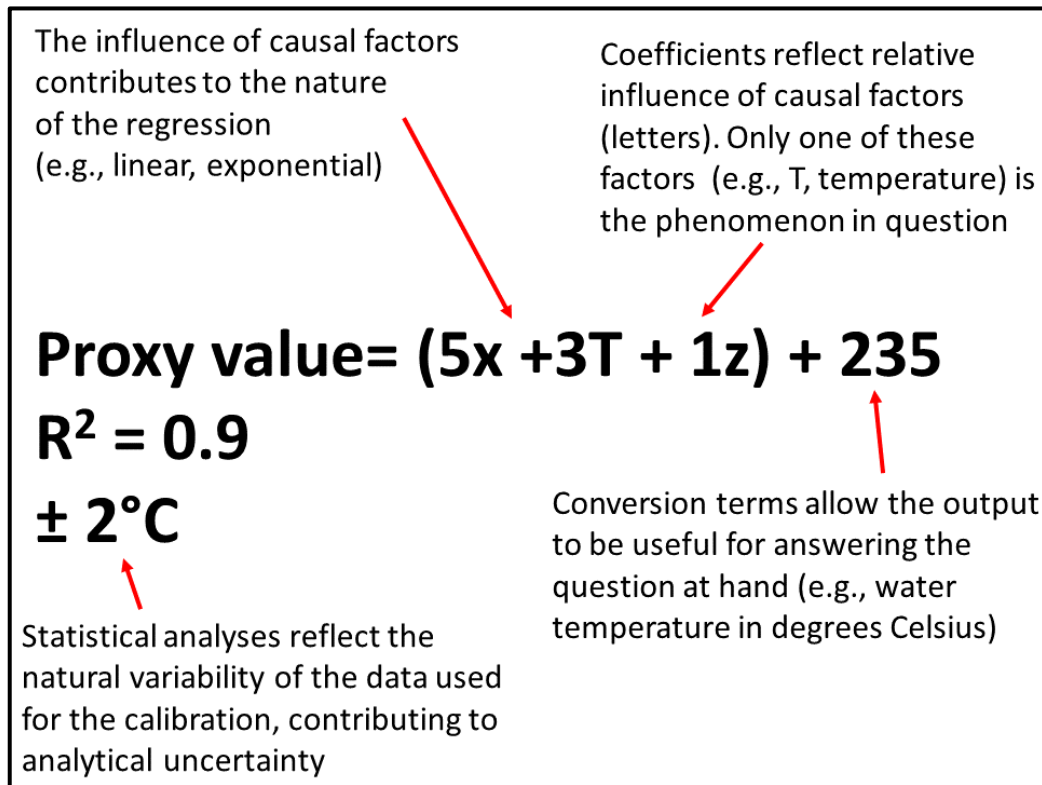 The influence of causal factors
contributes to the nature
of the regression
(e.g., linear, exponential)
Coefficients reflect relative
influence of causal factors
(letters). Only one of these
factors  (e.g., T, temperature) is
the phenomenon in question
Proxy value= (5x +3T + 1z) + 235
R² = 0.9
± 2°C
Conversion terms allow the output
to be useful for answering the
question at hand (e.g., water
temperature in degrees Celsius)
Statistical analyses reflect the
natural variability of the data used
for the calibration, contributing to
analytical uncertainty